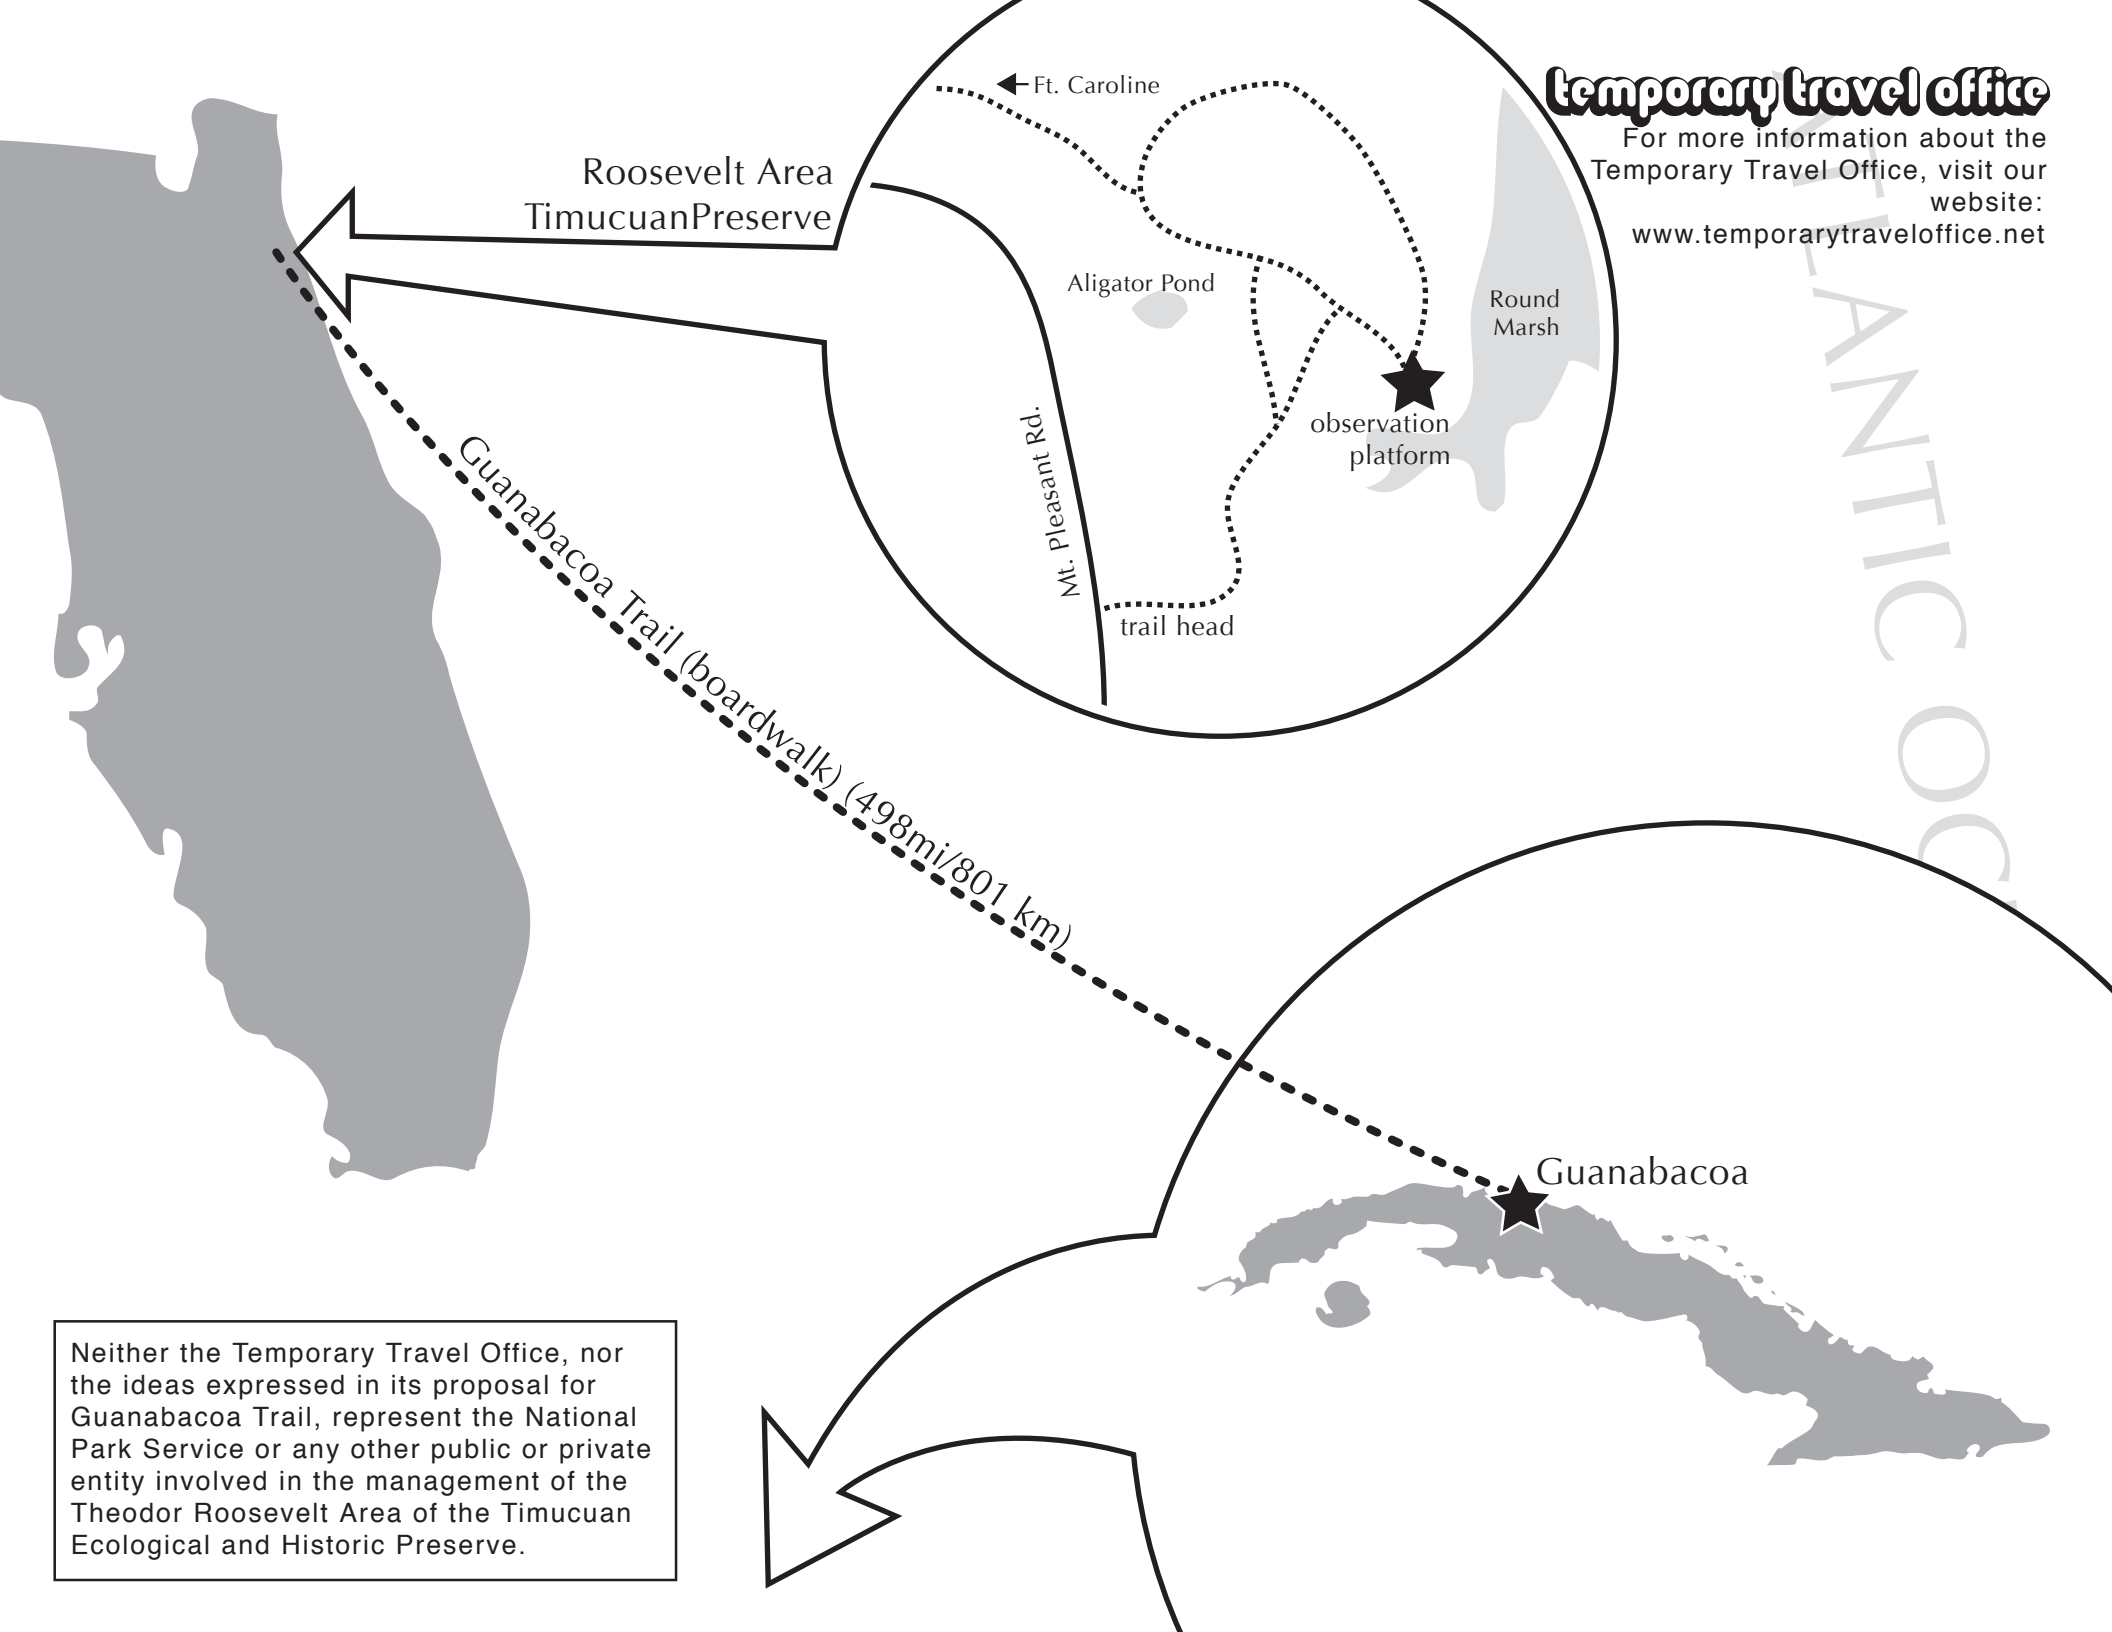 temporary travel office
For more information about the
Temporary Travel Office, visit our
website:
www.temporarytraveloffice.net
Ft. Caroline
Roosevelt Area
TimucuanPreserve
Aligator Pond
Round
Marsh
observation
platform
Mt. Pleasant Rd.
trail head
ATLANTIC OC
Guanabacoa Trail (boardwalk) (498mi/801 km)
Guanabacoa
Neither the Temporary Travel Office, nor
the ideas expressed in its proposal for
Guanabacoa Trail, represent the National
Park Service or any other public or private
entity involved in the management of the
Theodor Roosevelt Area of the Timucuan
Ecological and Historic Preserve.